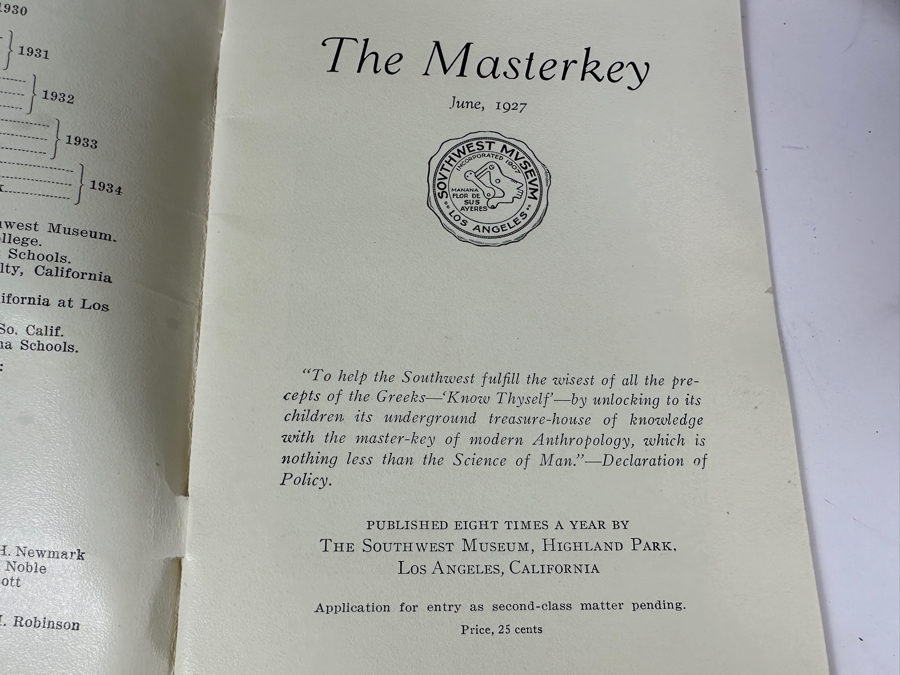 1930
1931
1932
1933
1934
west Museum.
llege.
Schools.
lty, California
ifornia at Los
So. Calif.
na Schools.
:
H. Newmark
Noble
ott
I. Robinson
The Masterkey
June, 1927
SOVTHWEST MVSEVM
INCORPORATED 1907
MANANA
FLOR DE
SUS
AYERES
LOS ANGELES
"To help the Southwest fulfill the wisest of all the pre-
cepts of the Greeks—'Know Thyself'—by unlocking to its
children its underground treasure-house of knowledge
with the master-key of modern Anthropology, which is
nothing less than the Science of Man."—Declaration of
Policy.
PUBLISHED EIGHT TIMES A YEAR BY
THE SOUTHWEST MUSEUM, HIGHLAND PARK,
LOS ANGELES, CALIFORNIA
Application for entry as second-class matter pending.
Price, 25 cents